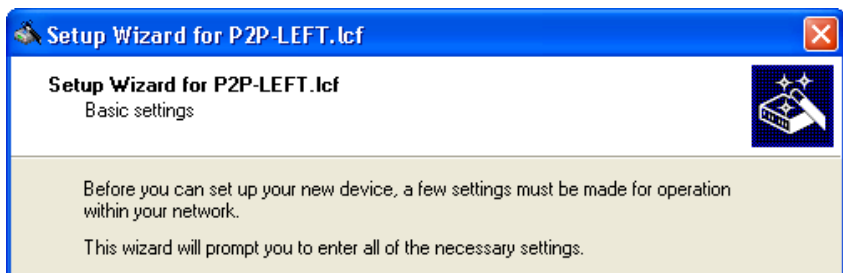 Setup Wizard for P2P-LEFT.lcf
Setup Wizard for P2P-LEFT.lcf
Basic settings
Before you can set up your new device, a few settings must be made for operation
within your network.
This wizard will prompt you to enter all of the necessary settings.